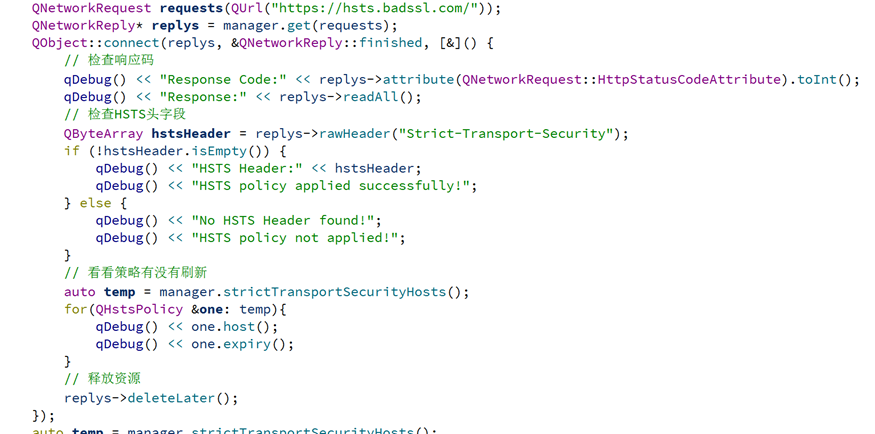 QNetworkRequest requests(QUrl("https://hsts.badssl.com/"));
QNetworkReply* replys = manager.get(requests);
QObject::connect(replys, &QNetworkReply::finished, [&]() {
    // 检查响应码
    qDebug() << "Response Code:" << replys->attribute(QNetworkRequest::HttpStatusCodeAttribute).toInt();
    qDebug() << "Response:" << replys->readAll();
    // 检查HSTS头字段
    QByteArray hstsHeader = replys->rawHeader("Strict-Transport-Security");
    if (!hstsHeader.isEmpty()) {
        qDebug() << "HSTS Header:" << hstsHeader;
        qDebug() << "HSTS policy applied successfully!";
    } else {
        qDebug() << "No HSTS Header found!";
        qDebug() << "HSTS policy not applied!";
    }
    // 看看策略有没有刷新
    auto temp = manager.strictTransportSecurityHosts();
    for(QHstsPolicy &one: temp){
        qDebug() << one.host();
        qDebug() << one.expiry();
    }
    // 释放资源
    replys->deleteLater();
});
auto temp = manager.strictTransportSecurityHosts();